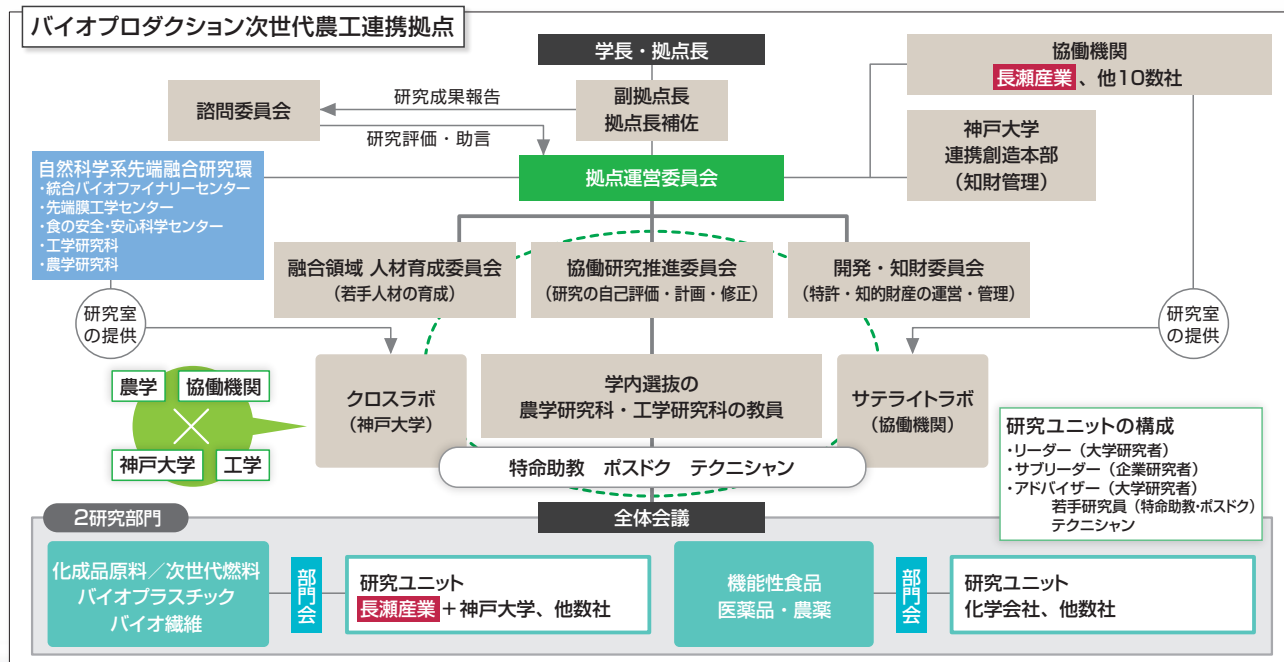 バイオプロダクション次世代農工連携拠点
学長・拠点長
協働機関
長瀬産業、他10数社
諮問委員会
研究成果報告
研究評価・助言
副拠点長
拠点長補佐
神戸大学
連携創造本部
（知財管理）
自然科学系先端融合研究環
・統合バイオファイナリーセンター
・先端膜工学センター
・食の安全・安心科学センター
・工学研究科
・農学研究科
拠点運営委員会
融合領域 人材育成委員会
（若手人材の育成）
協働研究推進委員会
（研究の自己評価・計画・修正）
開発・知財委員会
（特許・知的財産の運営・管理）
研究室
の提供
研究室
の提供
農学
協働機関
神戸大学
工学
クロスラボ
（神戸大学）
学内選抜の
農学研究科・工学研究科の教員
サテライトラボ
（協働機関）
特命助教 ポスドク テクニシャン
研究ユニットの構成
・リーダー（大学研究者）
・サブリーダー（企業研究者）
・アドバイザー（大学研究者）
若手研究員（特命助教・ポスドク）
テクニシャン
2研究部門
全体会議
化成品原料／次世代燃料
バイオプラスチック
バイオ繊維
部門会
研究ユニット
長瀬産業＋神戸大学、他数社
機能性食品
医薬品・農薬
部門会
研究ユニット
化学会社、他数社